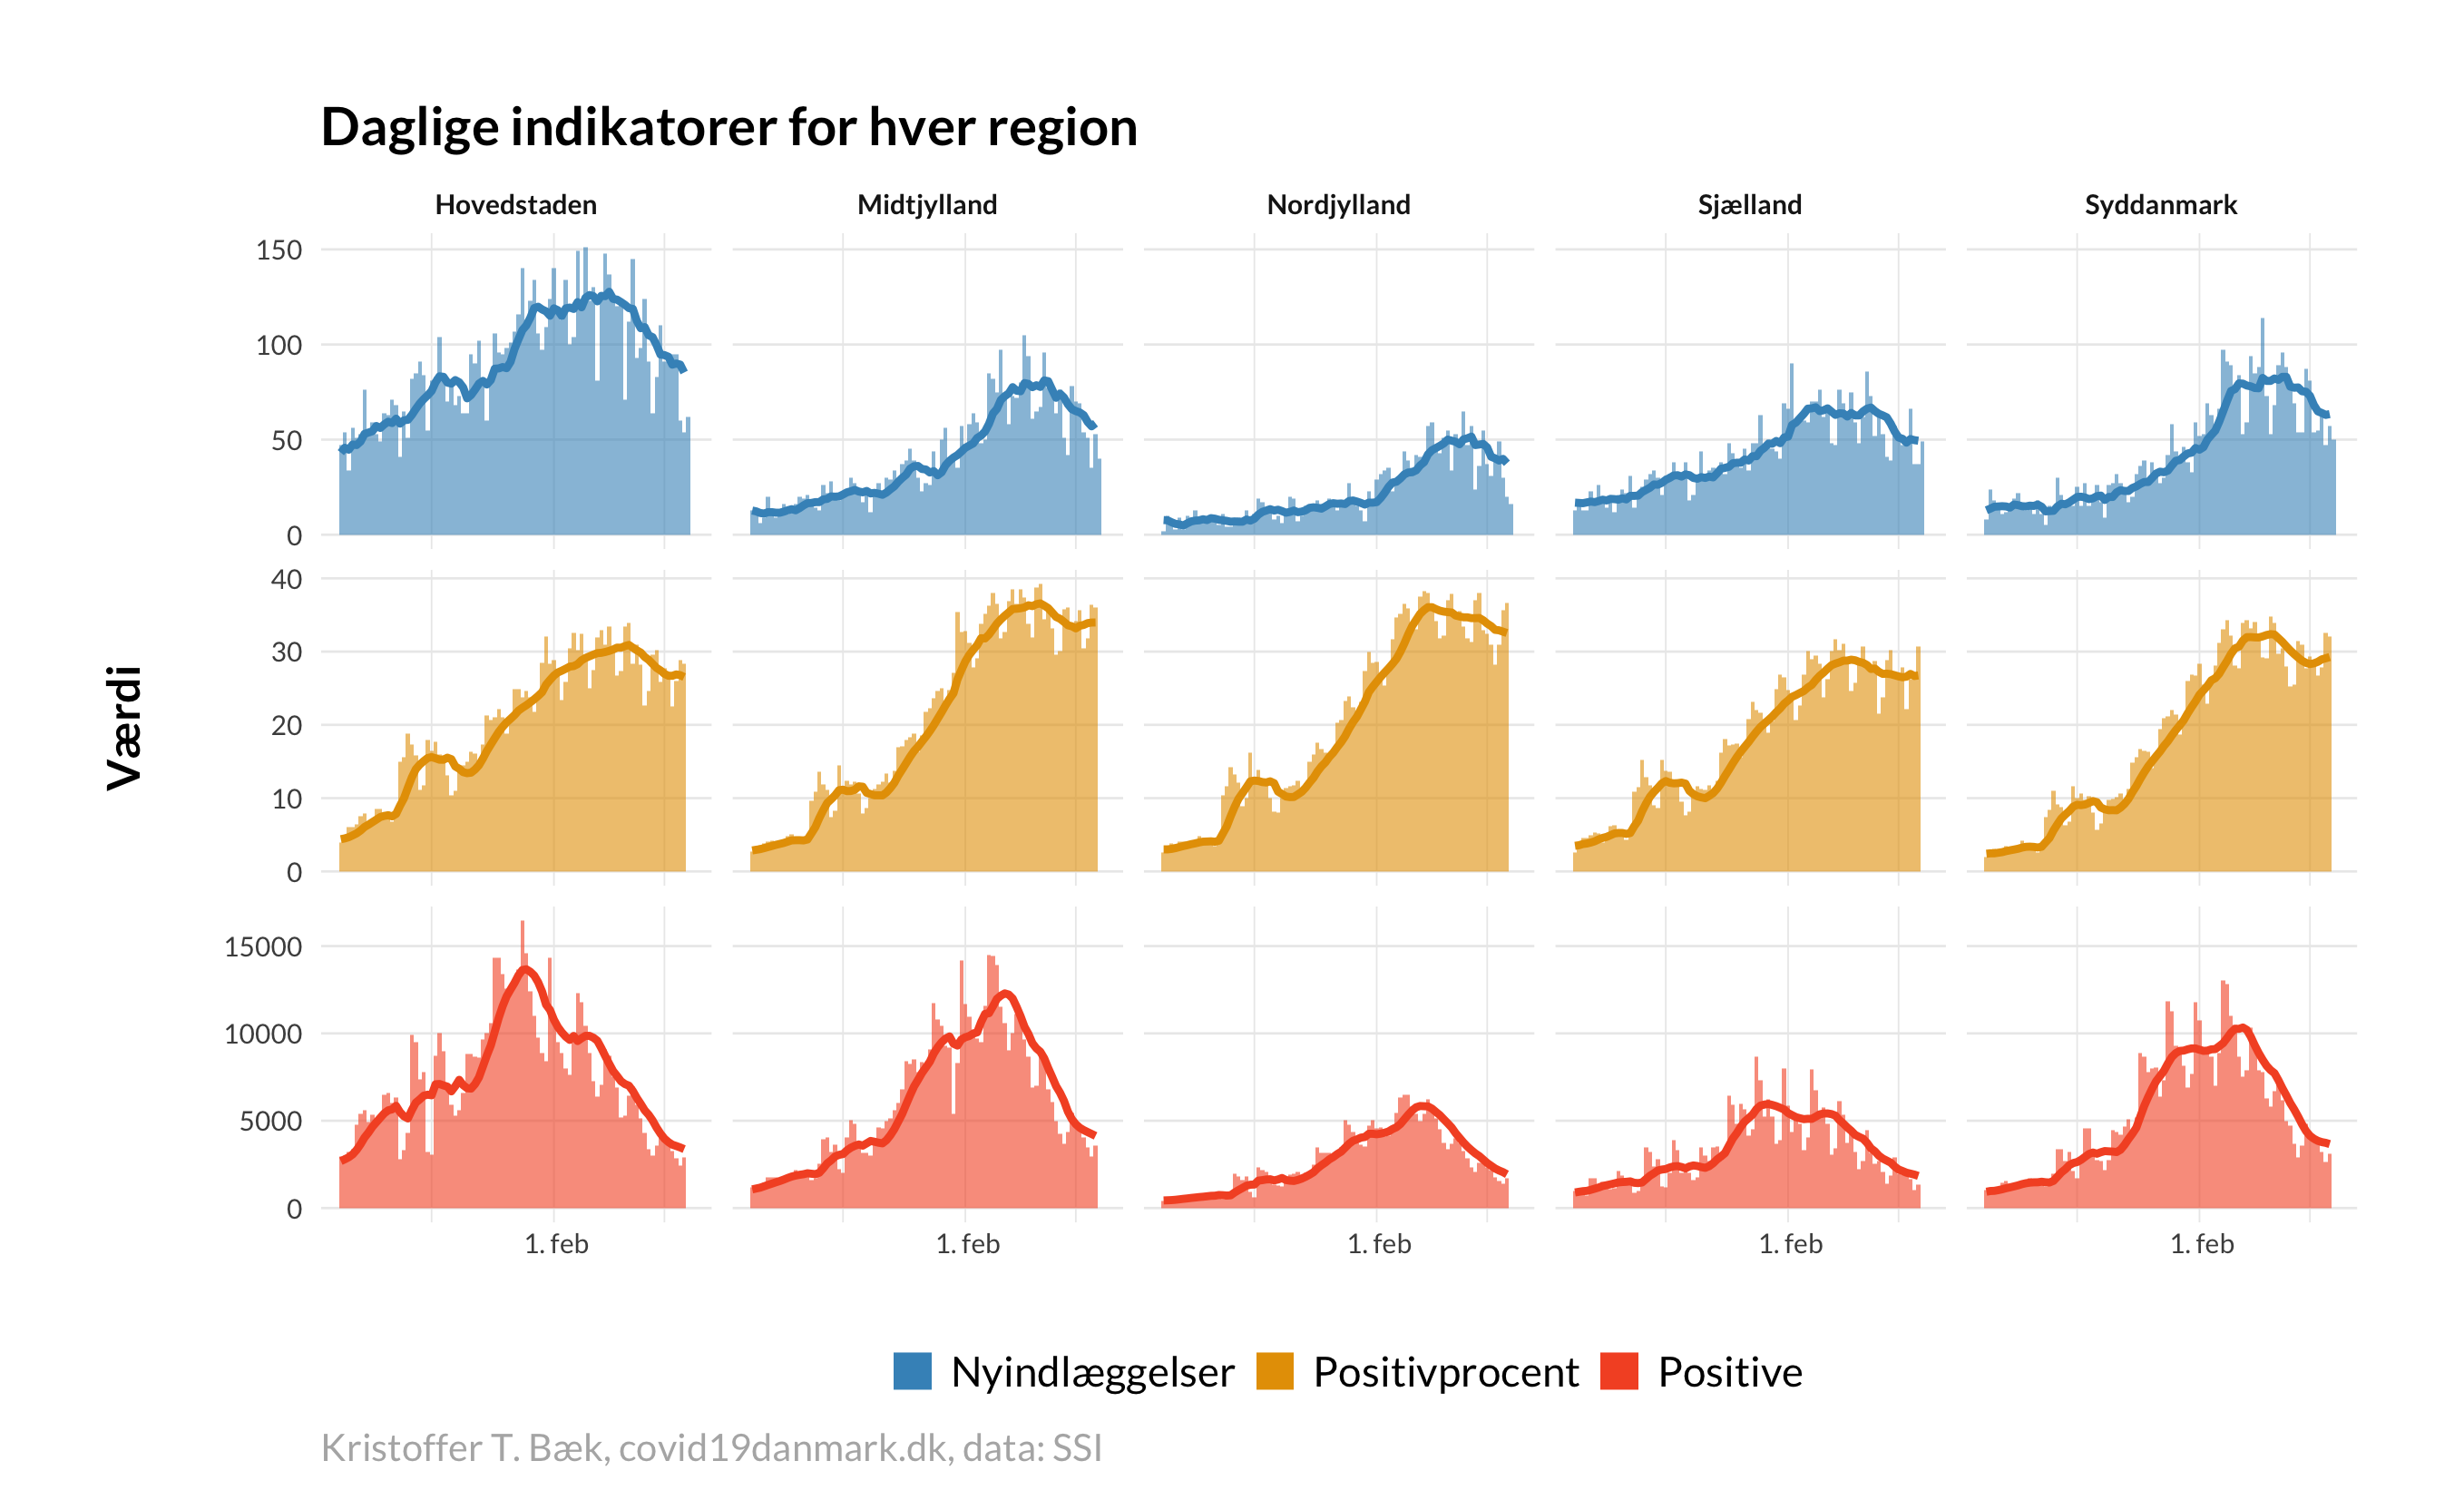 Daglige indikatorer for hver region
Hovedstaden Midtjylland Nordjylland Sjælland Syddanmark
150
100
50
0
40
30
20
10
0
15000
10000
5000
0
Værdi
1. feb 1. feb 1. feb 1. feb 1. feb
Nyindlæggelser Positivprocent Positive
Kristoffer T. Bæk, covid19danmark.dk, data: SSI